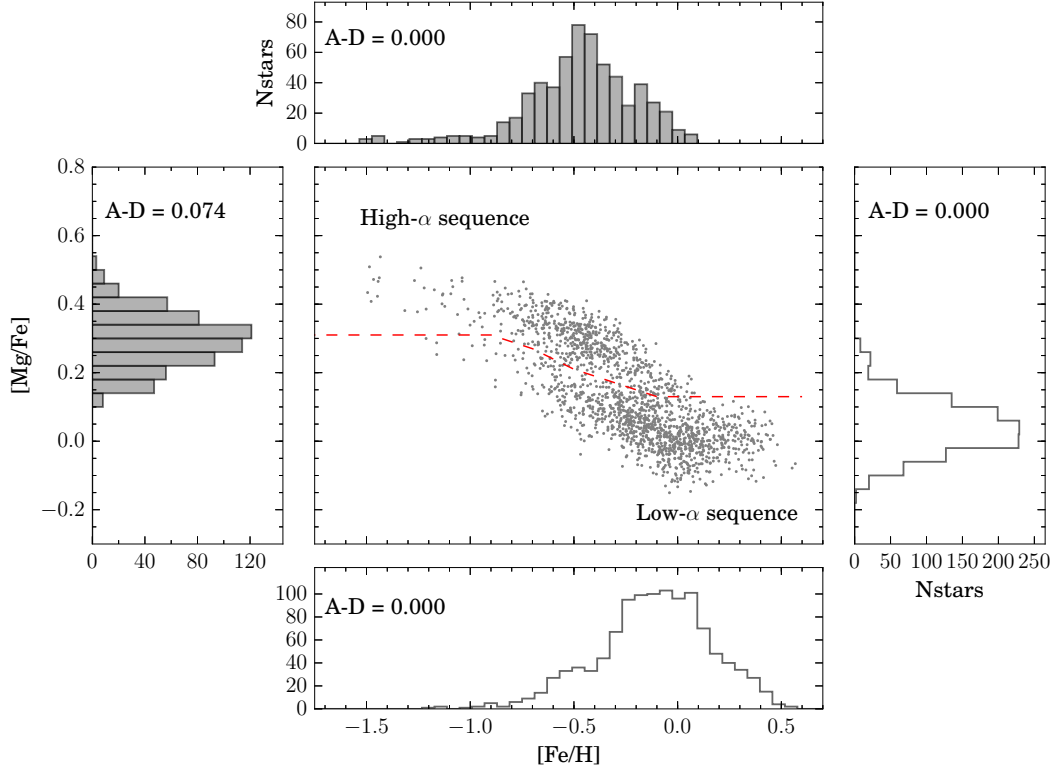 80
60
40
20
0
Nstars
A-D = 0.000
0.8
0.6
0.4
0.2
0.0
−0.2
[Mg/Fe]
A-D = 0.074
0 40 80 120
High-α sequence
Low-α sequence
A-D = 0.000
0 50 100 150 200 250
Nstars
100
80
60
40
20
0
A-D = 0.000
−1.5 −1.0 −0.5 0.0 0.5
[Fe/H]